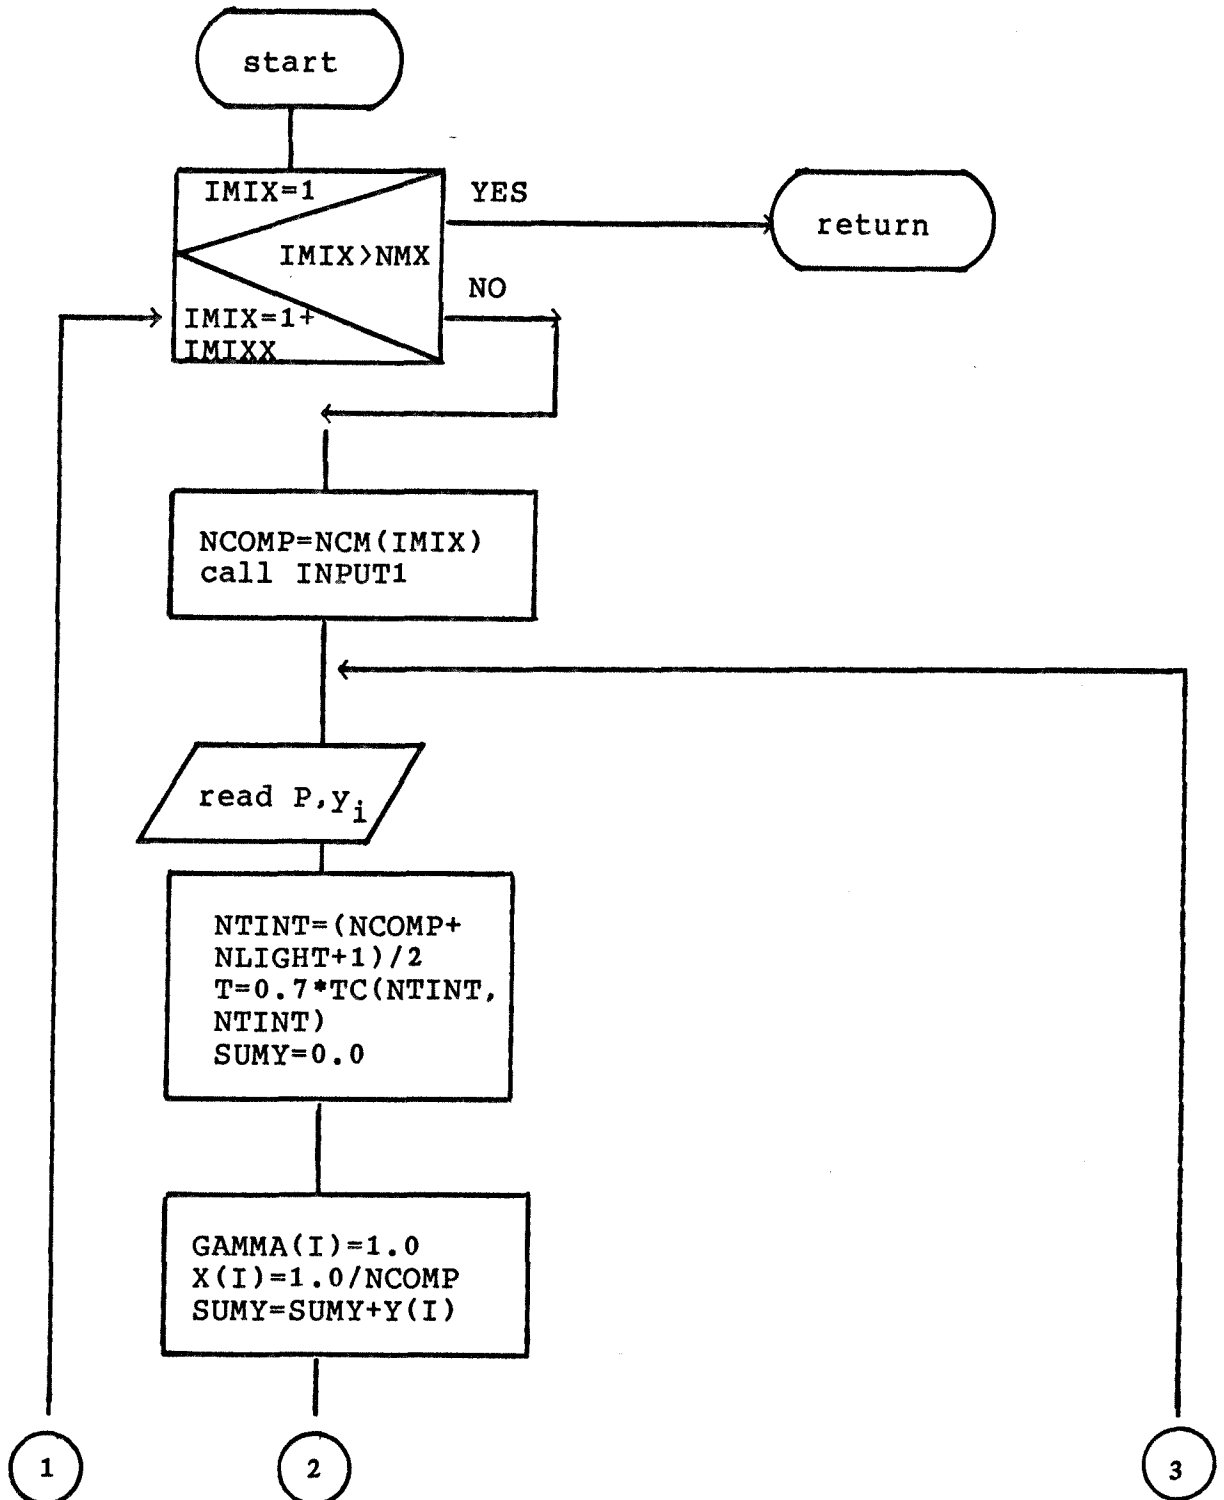 start
IMIX=1
YES
IMIX>NMX
return
NO
IMIX=1+
IMIXX
NCOMP=NCM(IMIX)
call INPUT1
read P,yi
NTINT=(NCOMP+
NLIGHT+1)/2
T=0.7*TC(NTINT,
NTINT)
SUMY=0.0
GAMMA(I)=1.0
X(I)=1.0/NCOMP
SUMY=SUMY+Y(I)
1
2
3